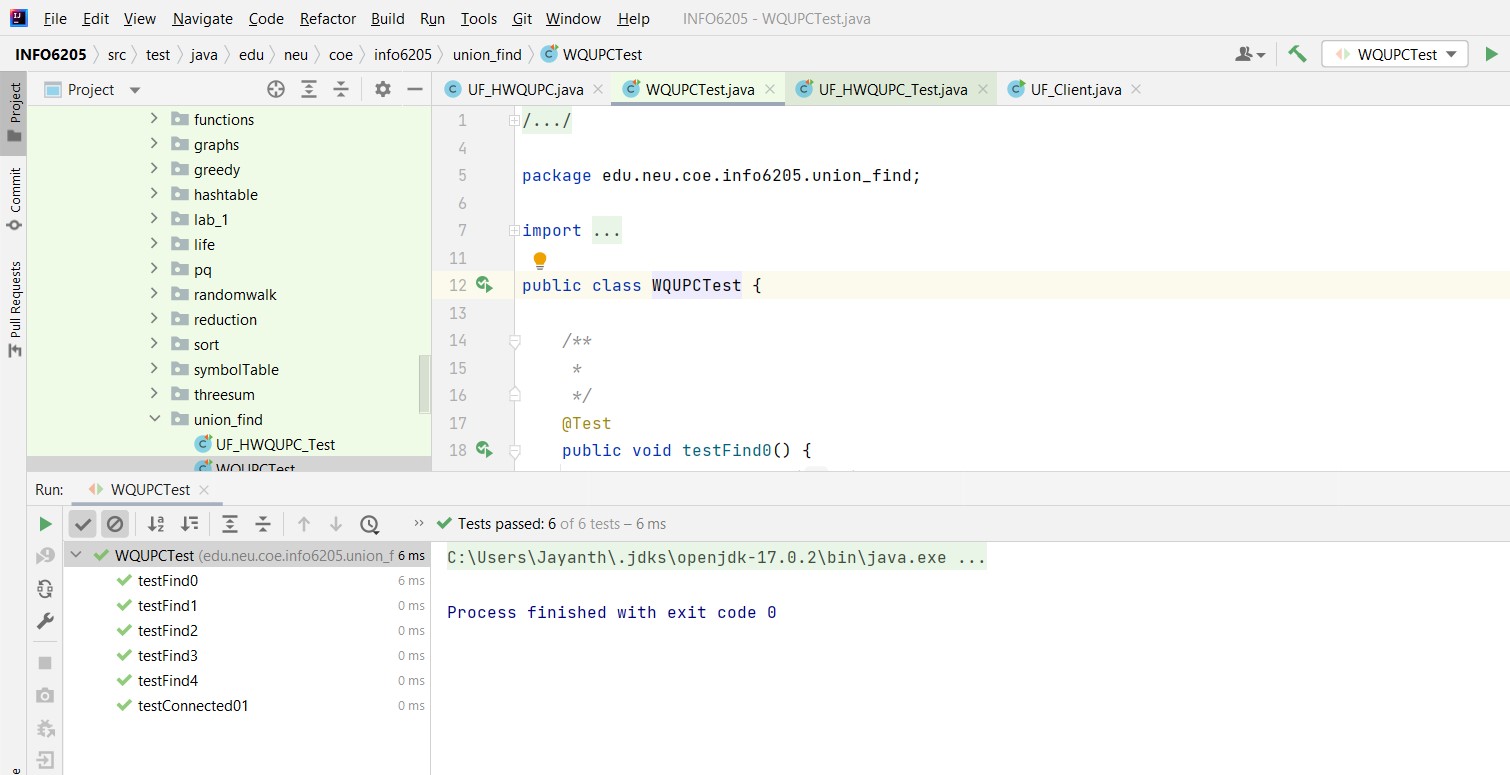 File Edit View Navigate Code Refactor Build Run Tools Git Window Help INFO6205 - WQUPCTest.java
INFO6205 src test java edu neu coe info6205 union_find WQUPCTest WQUPCTest
Project
Commit
Pull Requests
Project
functions
graphs
greedy
hashtable
lab_1
life
pq
randomwalk
reduction
sort
symbolTable
threesum
union_find
UF_HWQUPC_Test
WQUPCTest
UF_HWQUPC.java WQUPCTest.java UF_HWQUPC_Test.java UF_Client.java
1 /.../
4
5 package edu.neu.coe.info6205.union_find;
6
7 import ...
11
12 public class WQUPCTest {
13
14 /**
15 *
16 */
17 @Test
18 public void testFind0() {
Run: WQUPCTest
Tests passed: 6 of 6 tests – 6 ms
WQUPCTest (edu.neu.coe.info6205.union_f 6 ms
testFind0 6 ms
testFind1 0 ms
testFind2 0 ms
testFind3 0 ms
testFind4 0 ms
testConnected01 0 ms
C:\Users\Jayanth\.jdks\openjdk-17.0.2\bin\java.exe ...
Process finished with exit code 0